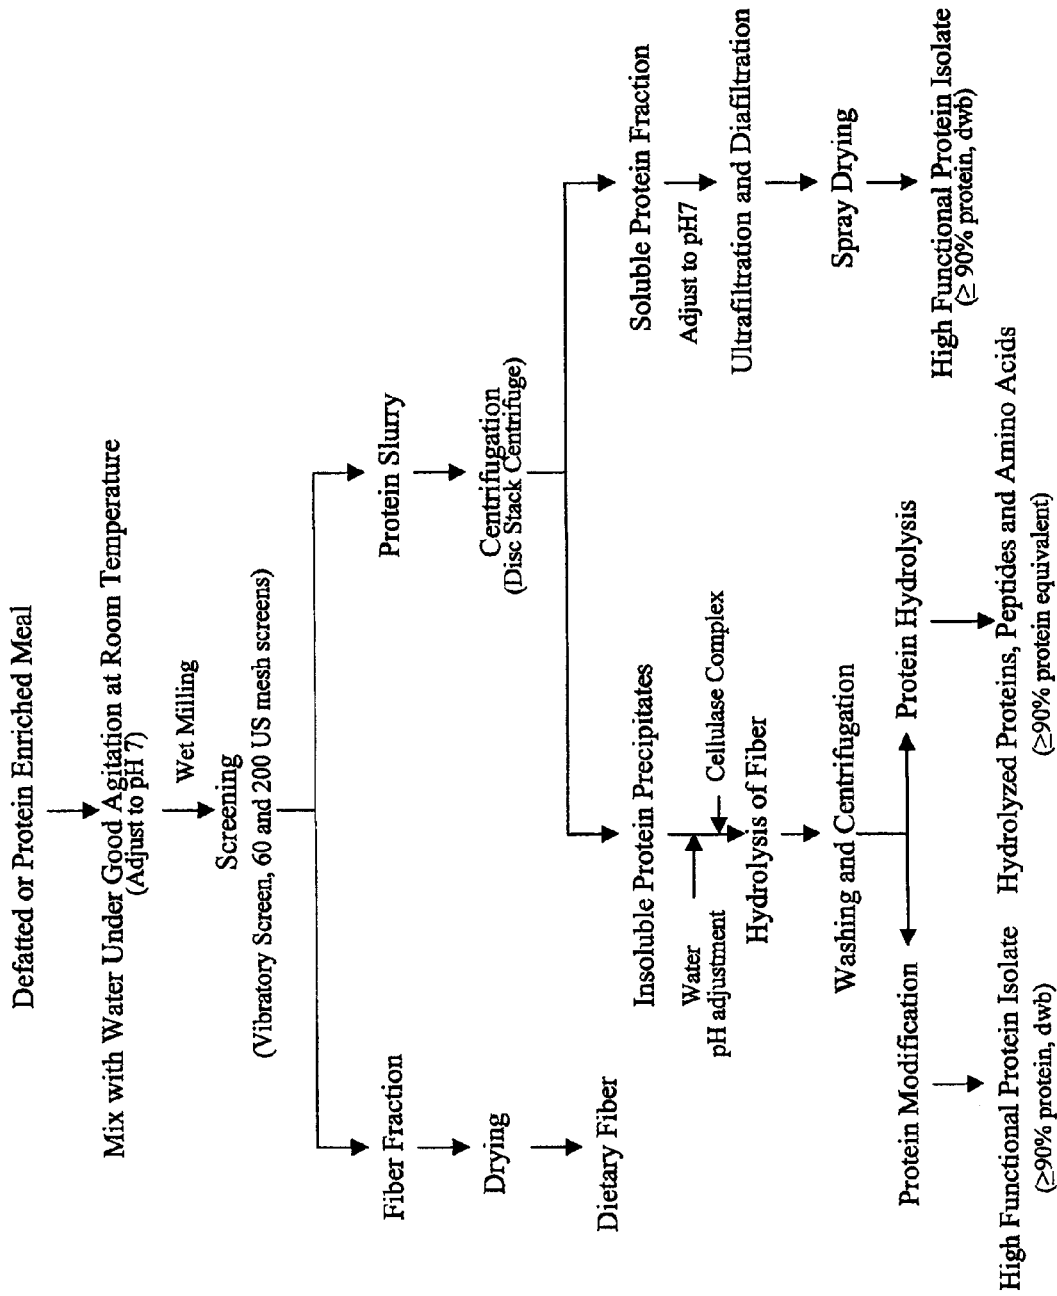 Defatted or Protein Enriched Meal
Mix with Water Under Good Agitation at Room Temperature
(Adjust to pH 7)
Wet Milling
Screening
(Vibratory Screen, 60 and 200 US mesh screens)
Fiber Fraction
Drying
Dietary Fiber
Protein Slurry
Centrifugation
(Disc Stack Centrifuge)
Insoluble Protein Precipitates
Water
pH adjustment
Cellulase Complex
Hydrolysis of Fiber
Washing and Centrifugation
Protein Modification
High Functional Protein Isolate
(≥90% protein, dwb)
Protein Hydrolysis
Hydrolyzed Proteins, Peptides and Amino Acids
(≥90% protein equivalent)
Soluble Protein Fraction
Adjust to pH7
Ultrafiltration and Diafiltration
Spray Drying
High Functional Protein Isolate
(≥ 90% protein, dwb)